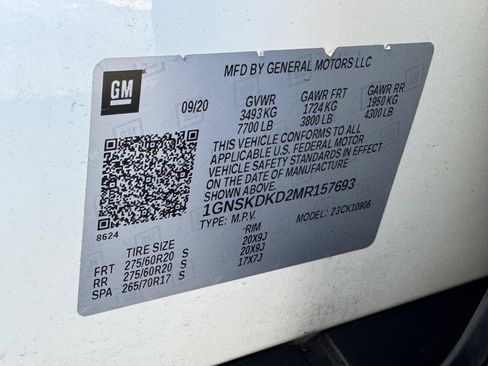 GM
MFD BY GENERAL MOTORS LLC
09/20 GVWR GAWR FRT GAWR RR
3493 KG 1724 KG 1950 KG
7700 LB 3800 LB 4300 LB
THIS VEHICLE CONFORMS TO ALL
APPLICABLE U.S. FEDERAL MOTOR
VEHICLE SAFETY STANDARDS IN EFFECT
ON THE DATE OF MANUFACTURE
SHOWN ABOVE.
1GNSKDKD2MR157693
TYPE: M.P.V. MODEL: 23CK10906
8624
TIRE SIZE RIM
FRT 275/60R20 S 20X9J
RR 275/60R20 S 20X9J
SPA 265/70R17 S 17X7J